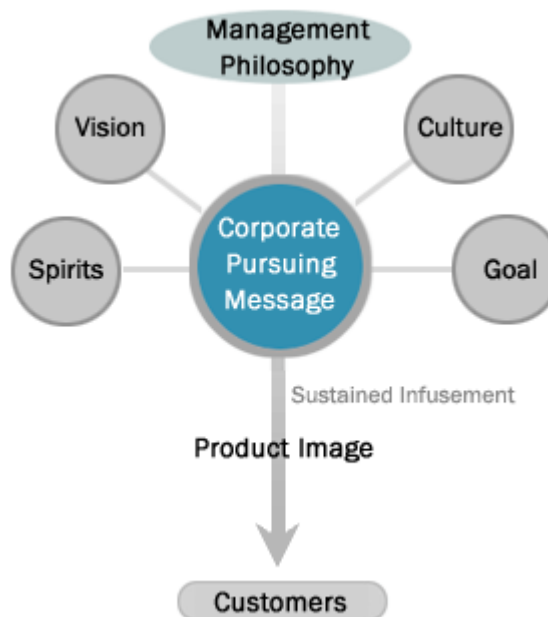 Management
Philosophy
Vision
Culture
Corporate
Pursuing
Message
Spirits
Goal
Sustained Infusement
Product Image
Customers